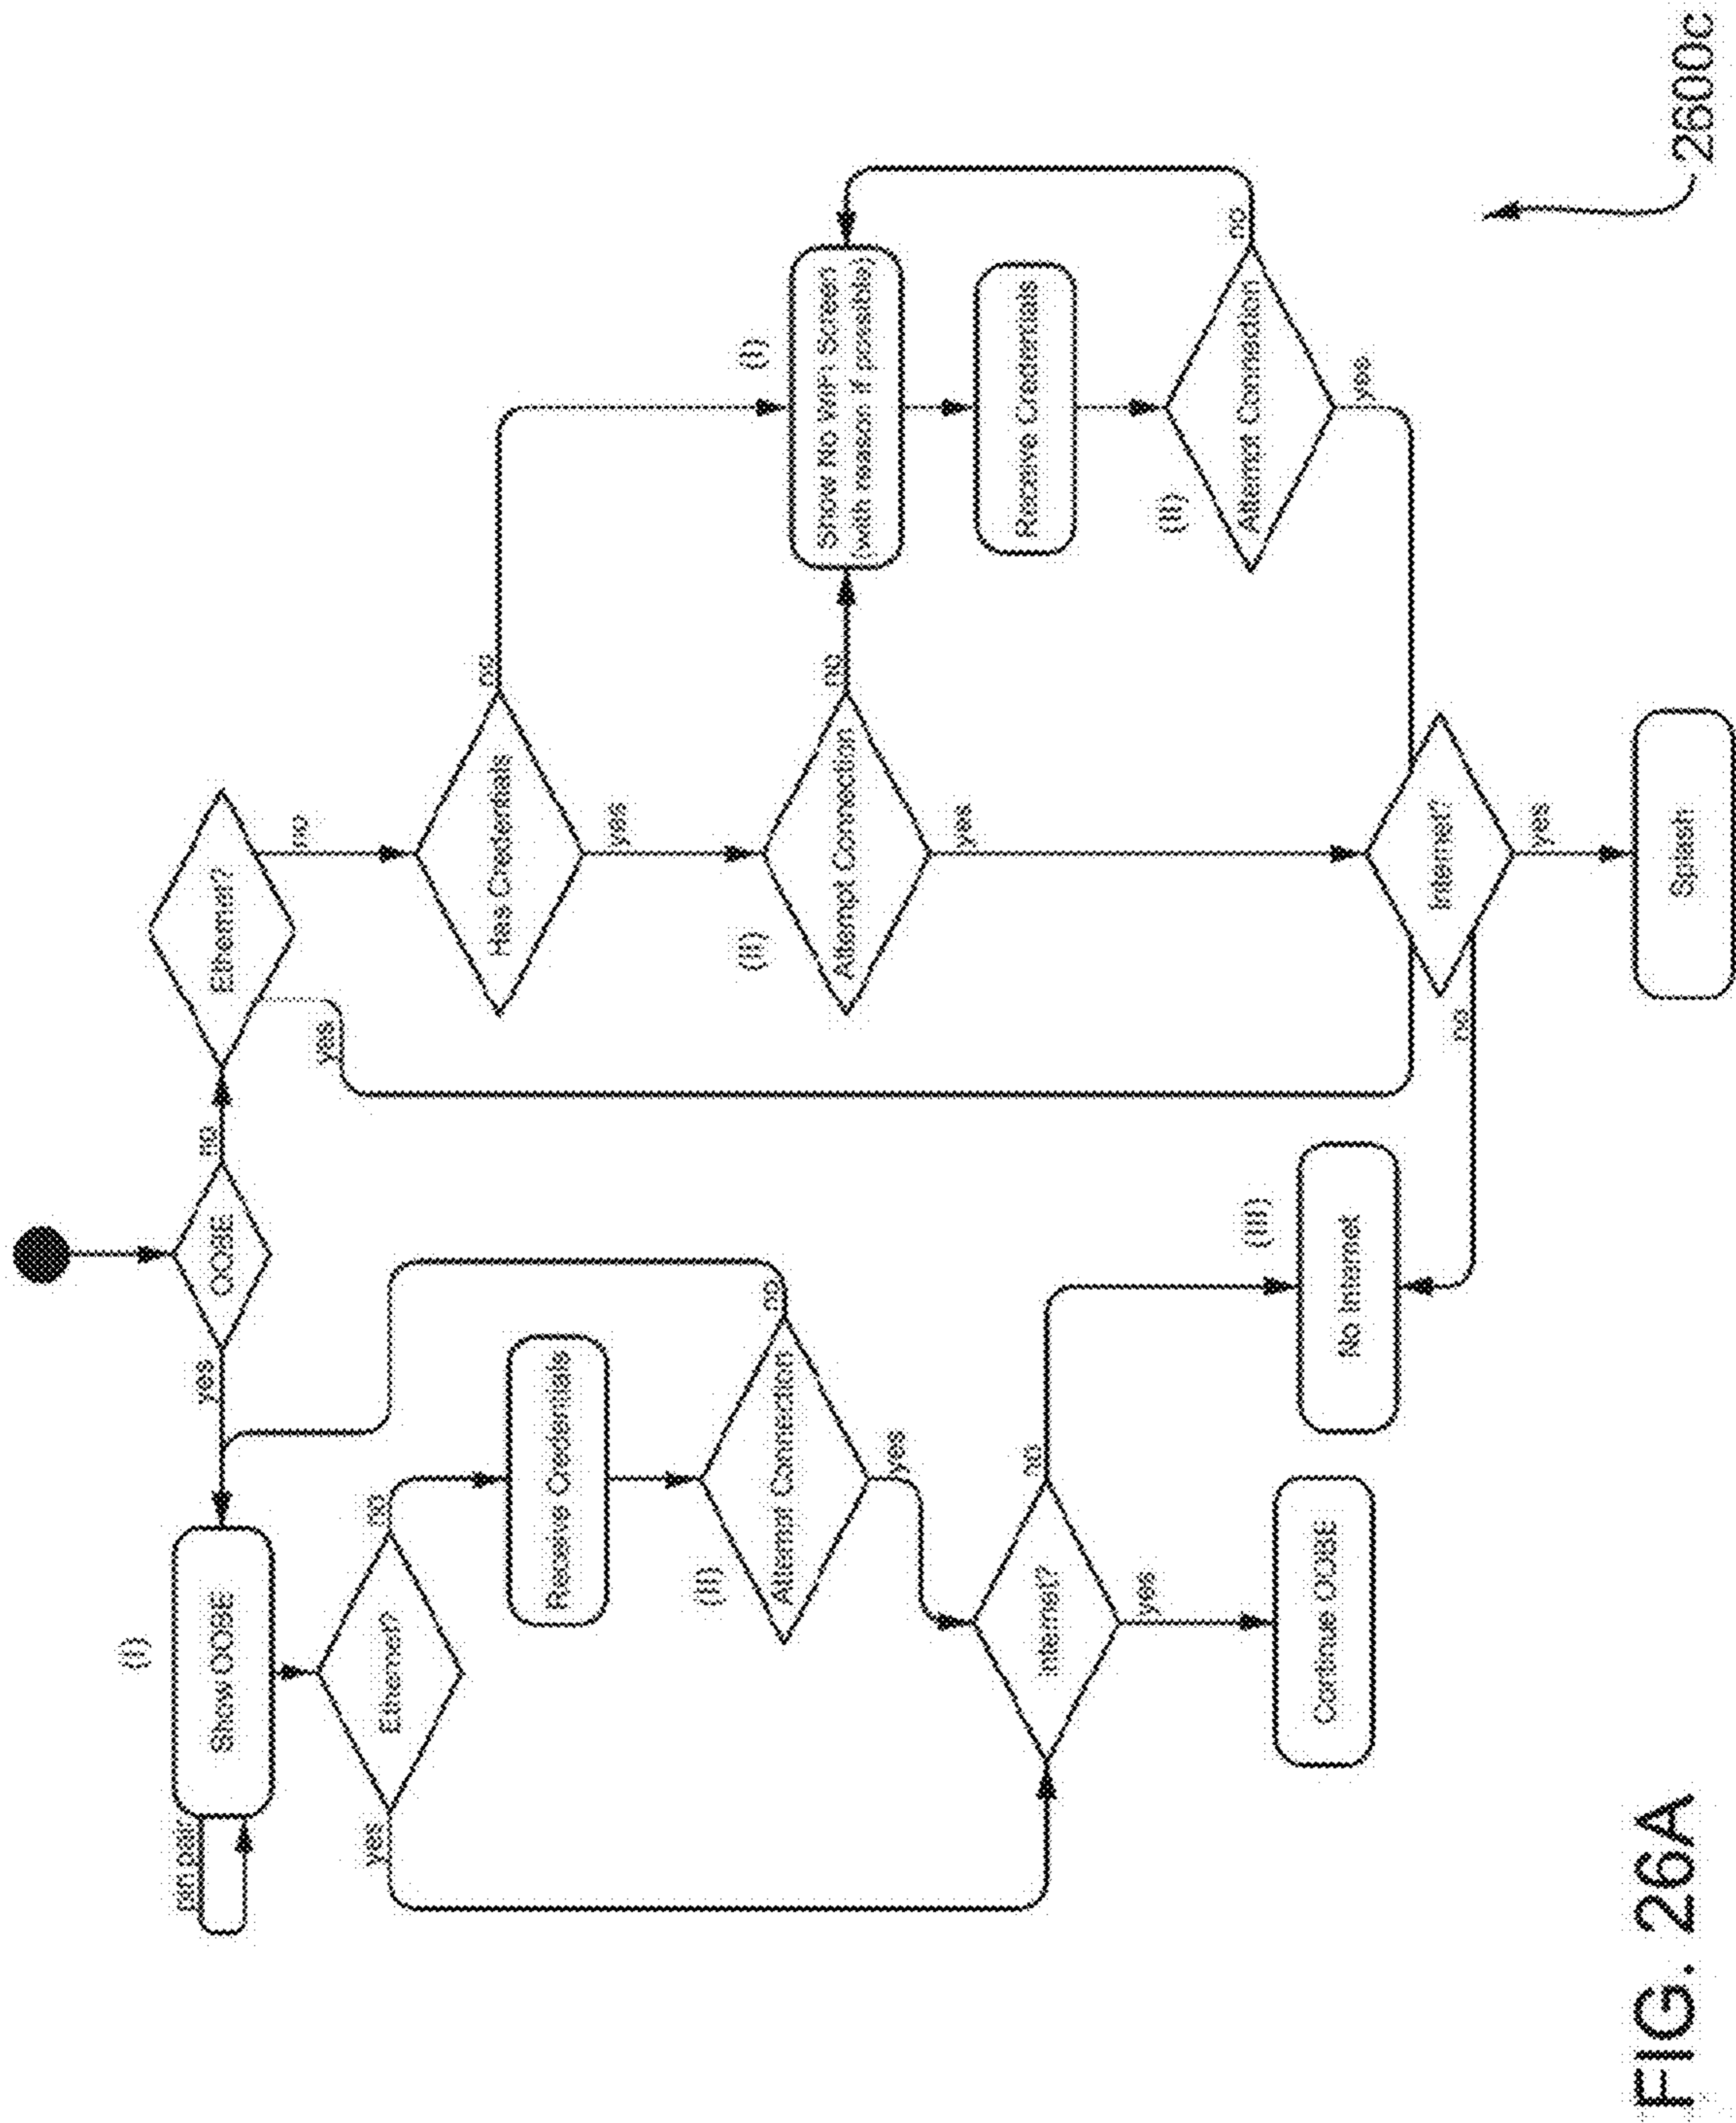 (I)
pair
yes
no
Show OOBE
OOBE
Ethernet?
yes
no
yes
no
Ethernet?
no
Has Credentials
Receive Credentials
yes
(II)
(II)
(I)
no
Attempt Connection
no
Attempt Connection
Show No WiFi Screen
(with reason if possible)
yes
yes
Receive Credentials
no
Internet?
yes
(II)
no
Attempt Connection
(III)
Continue OOBE
No Internet
yes
Internet?
no
yes
Splash
FIG. 26A
2600c